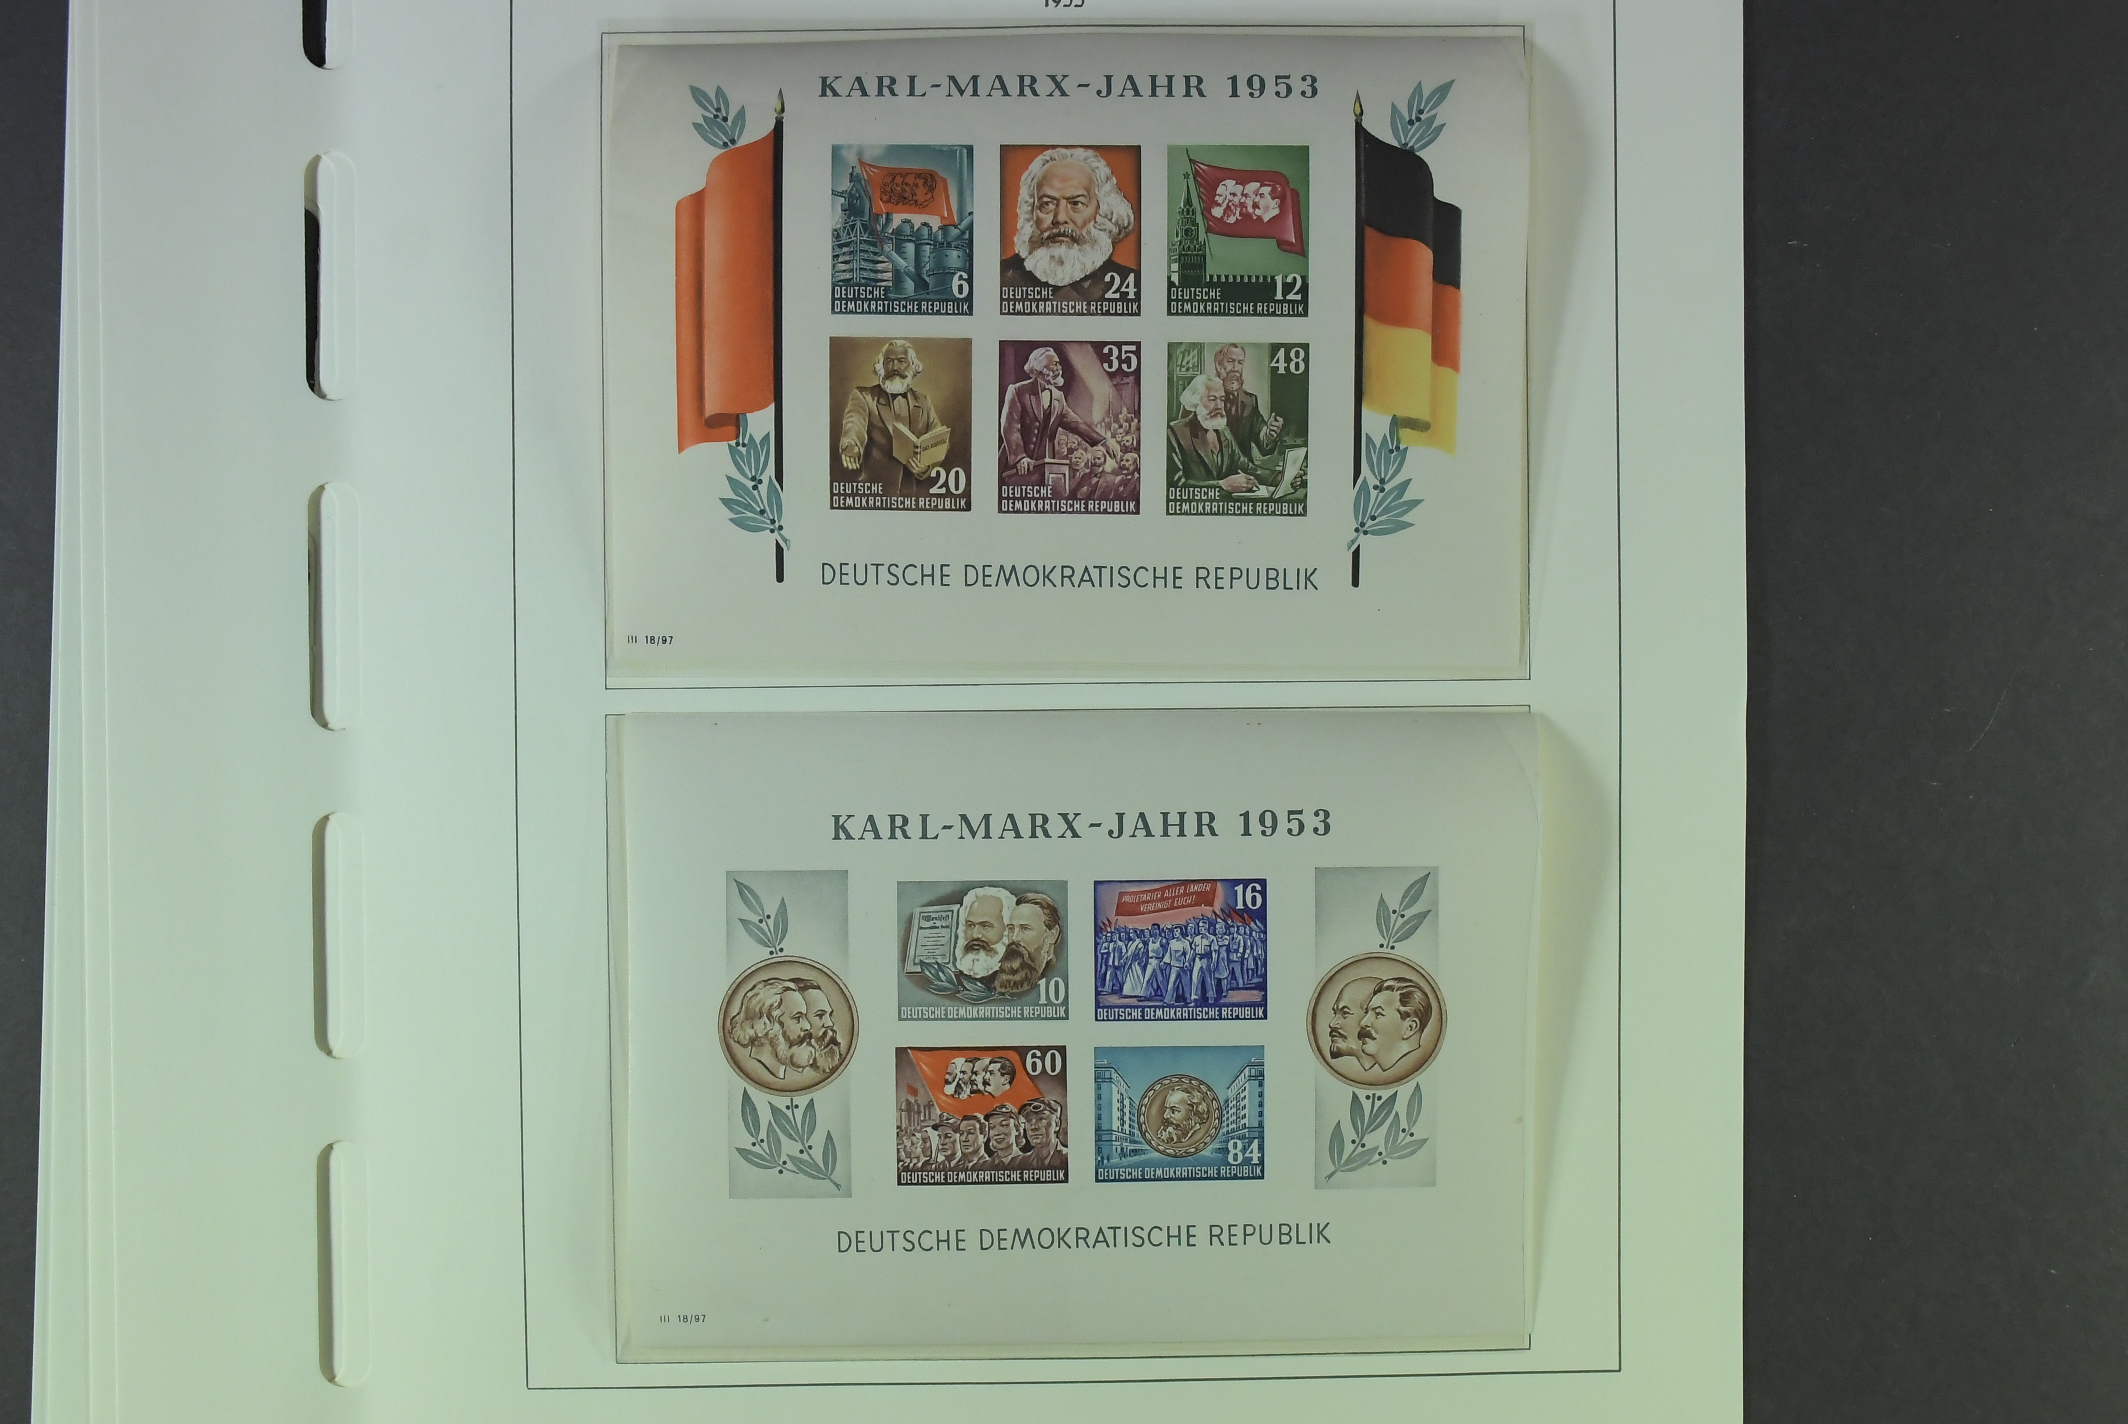 1953
KARL-MARX-JAHR 1953
6
DEUTSCHE
DEMOKRATISCHE REPUBLIK
24
DEUTSCHE
DEMOKRATISCHE REPUBLIK
12
DEUTSCHE
DEMOKRATISCHE REPUBLIK
20
DEUTSCHE
DEMOKRATISCHE REPUBLIK
35
DEUTSCHE
DEMOKRATISCHE REPUBLIK
48
DEUTSCHE
DEMOKRATISCHE REPUBLIK
DEUTSCHE DEMOKRATISCHE REPUBLIK
III 18/97
KARL-MARX-JAHR 1953
10
DEUTSCHE DEMOKRATISCHE REPUBLIK
PROLETARIER ALLER LÄNDER
VEREINIGT EUCH!
16
DEUTSCHE DEMOKRATISCHE REPUBLIK
60
DEUTSCHE DEMOKRATISCHE REPUBLIK
84
DEUTSCHE DEMOKRATISCHE REPUBLIK
DEUTSCHE DEMOKRATISCHE REPUBLIK
III 18/97